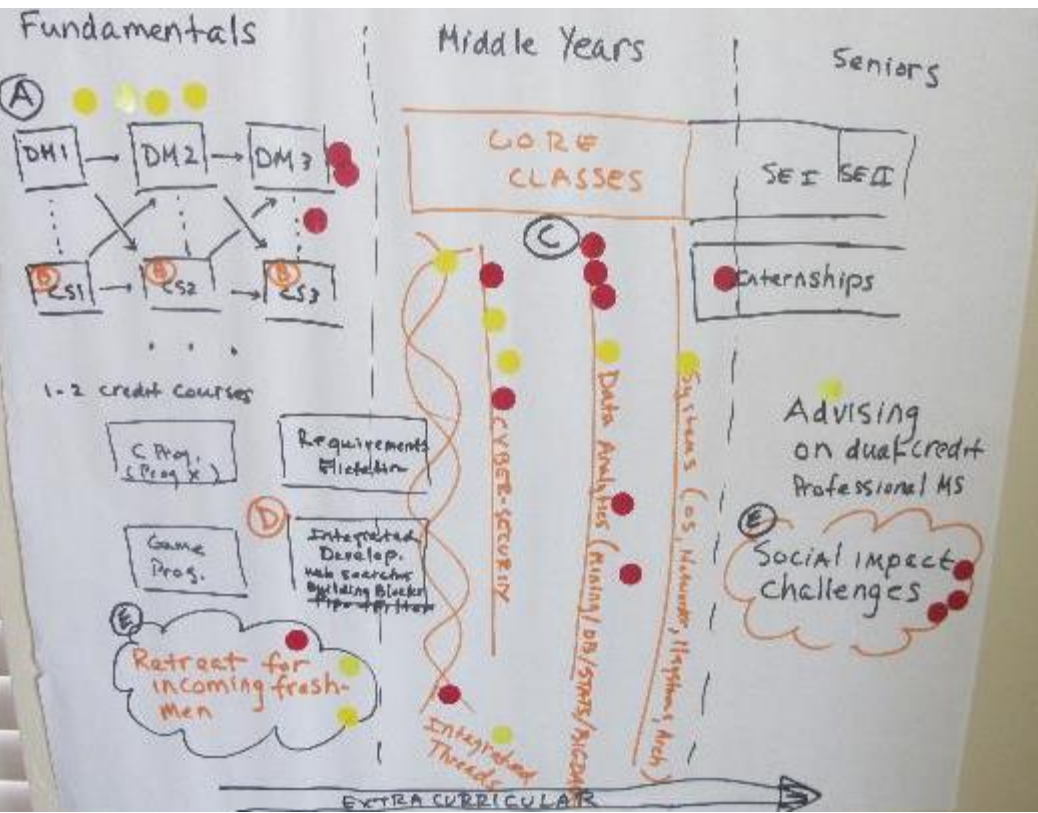 Fundamentals
Middle Years
Seniors
A
DM1
DM2
DM3
CORE
CLASSES
SE I
SE II
C
B
CS1
B
CS2
B
CS3
Internships
1-2 credit courses
C Prog.
(Prog X)
Requirements
Game
Prog.
D
Integrated
Develop.
Web searches
Building Blocks
CYBER-SECURITY
Data Analytics (Mining/DB/STATS/BIGDATA
Systems (OS, Network, Arch)
Integrated
Threads
Advising
on dual-credit
Professional MS
E
Social impact
challenges
E
Retreat for
incoming fresh-
men
EXTRA CURRICULAR